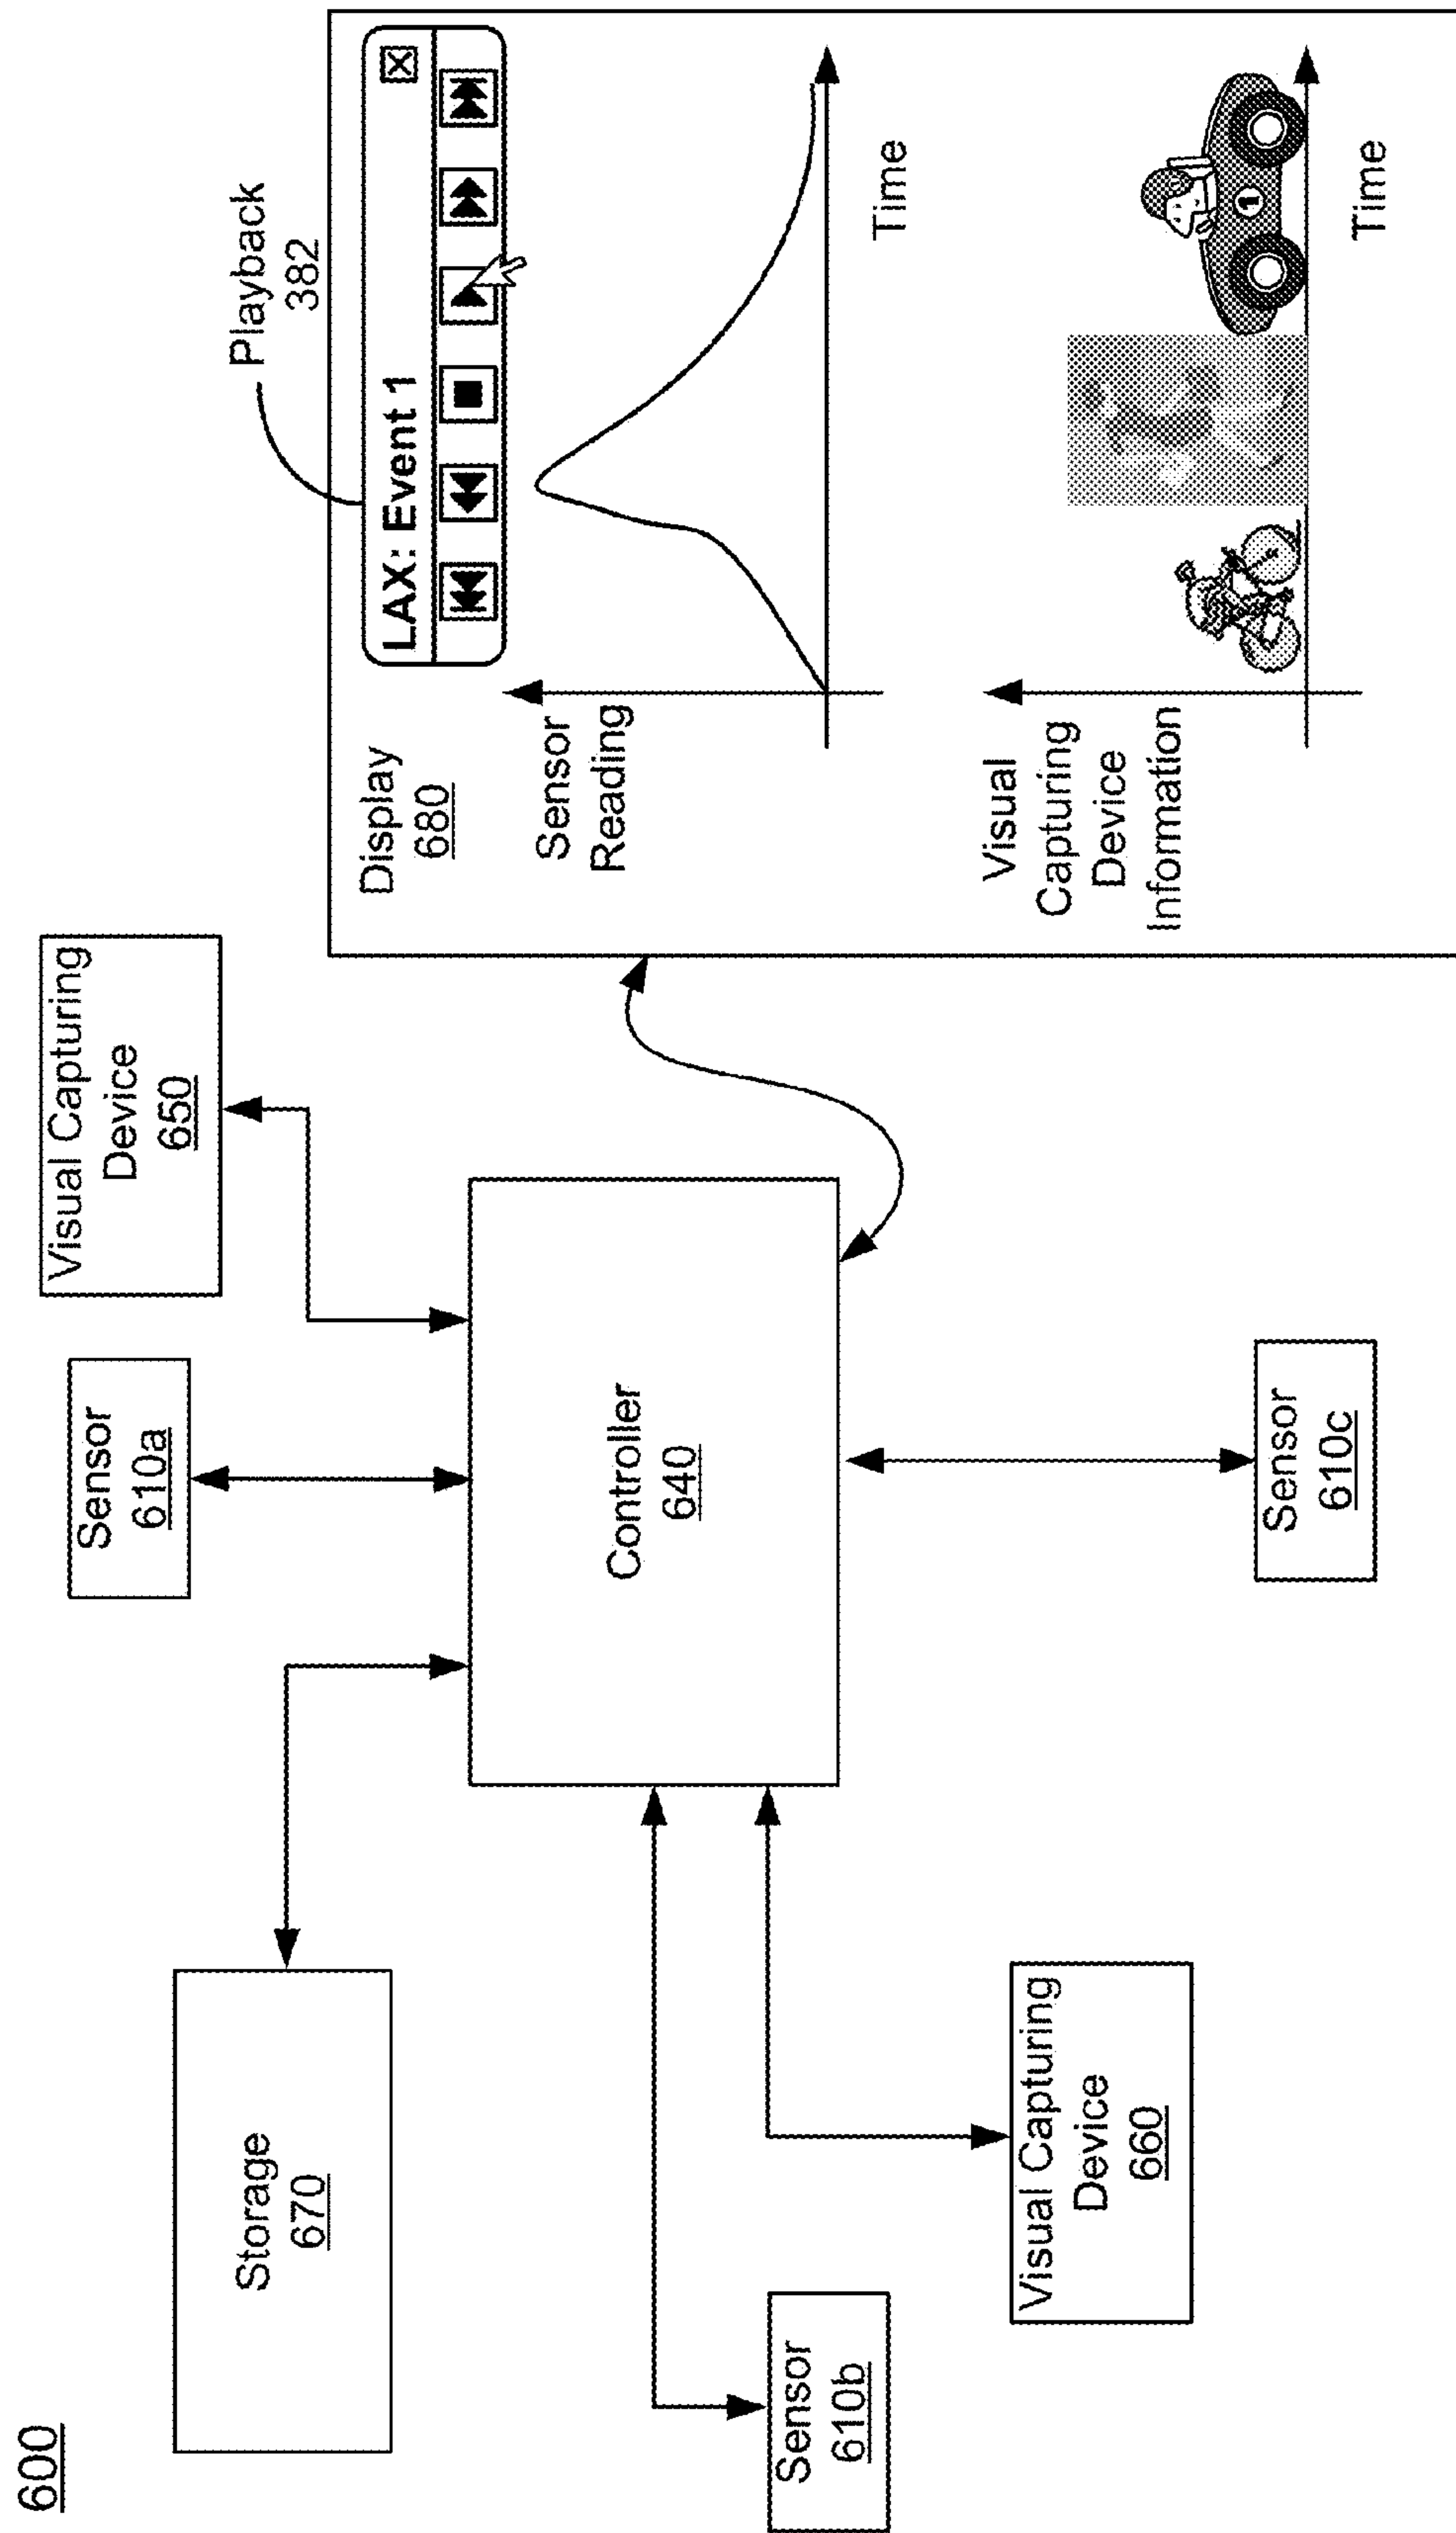 600
Storage
670
Sensor
610a
Visual Capturing
Device
650
Playback
382
Controller
640
Sensor
610b
Visual Capturing
Device
660
Sensor
610c
Display
680
LAX: Event 1
Sensor
Reading
Time
Visual
Capturing
Device
Information
1
Time